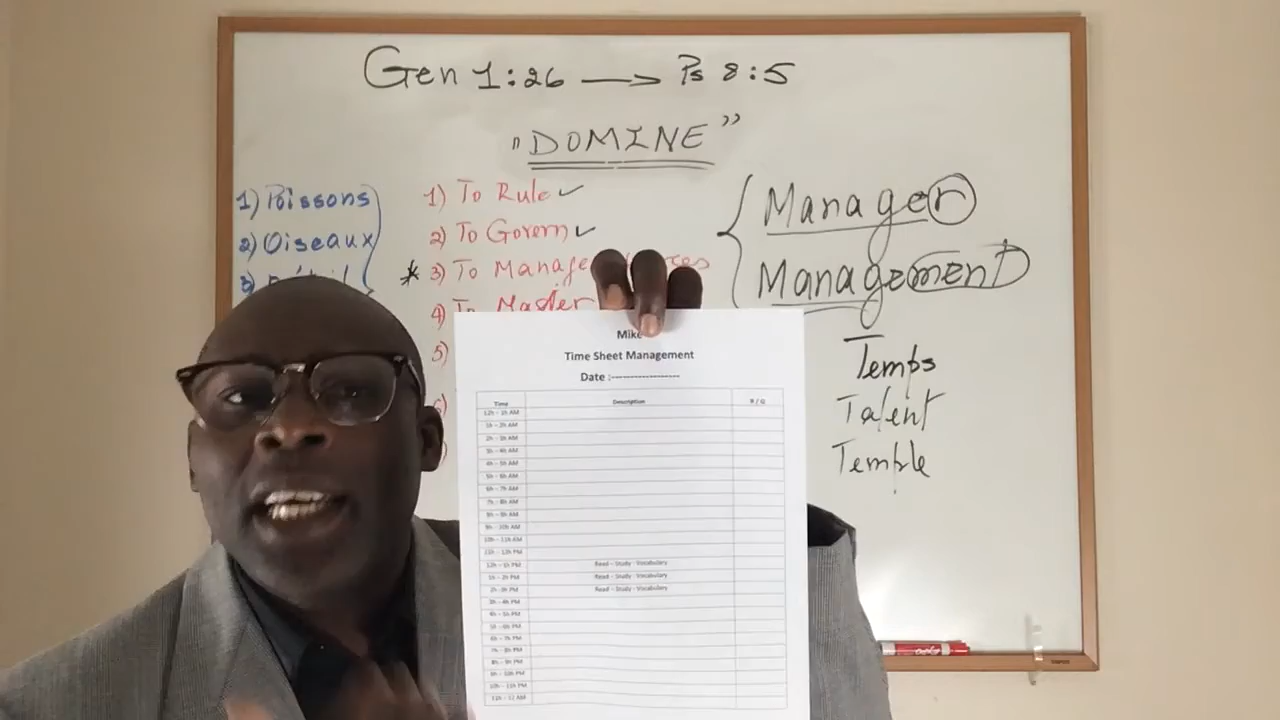 Gen 1:26 → Ps 8:5
"DOMINE"
1) Poissons
2) Oiseaux
3)
1) To Rule ✓
2) To Govern ✓
* 3) To Manage
4) To Master
5)
6)
)
Manager
Management
Temps
Talent
Temple
Mike
Time Sheet Management
Date :------------------
Time Description R / G
12h - 1h AM
1h - 2h AM
2h - 3h AM
3h - 4h AM
4h - 5h AM
5h - 6h AM
6h - 7h AM
7h - 8h AM
8h - 9h AM
9h - 10h AM
10h - 11h AM
11h - 12h PM
12h - 1h PM Read - Study - Vocabulary
1h - 2h PM Read - Study - Vocabulary
2h - 3h PM Read - Study - Vocabulary
3h - 4h PM
4h - 5h PM
5h - 6h PM
6h - 7h PM
7h - 8h PM
8h - 9h PM
9h - 10h PM
10h - 11h PM
11h - 12 AM